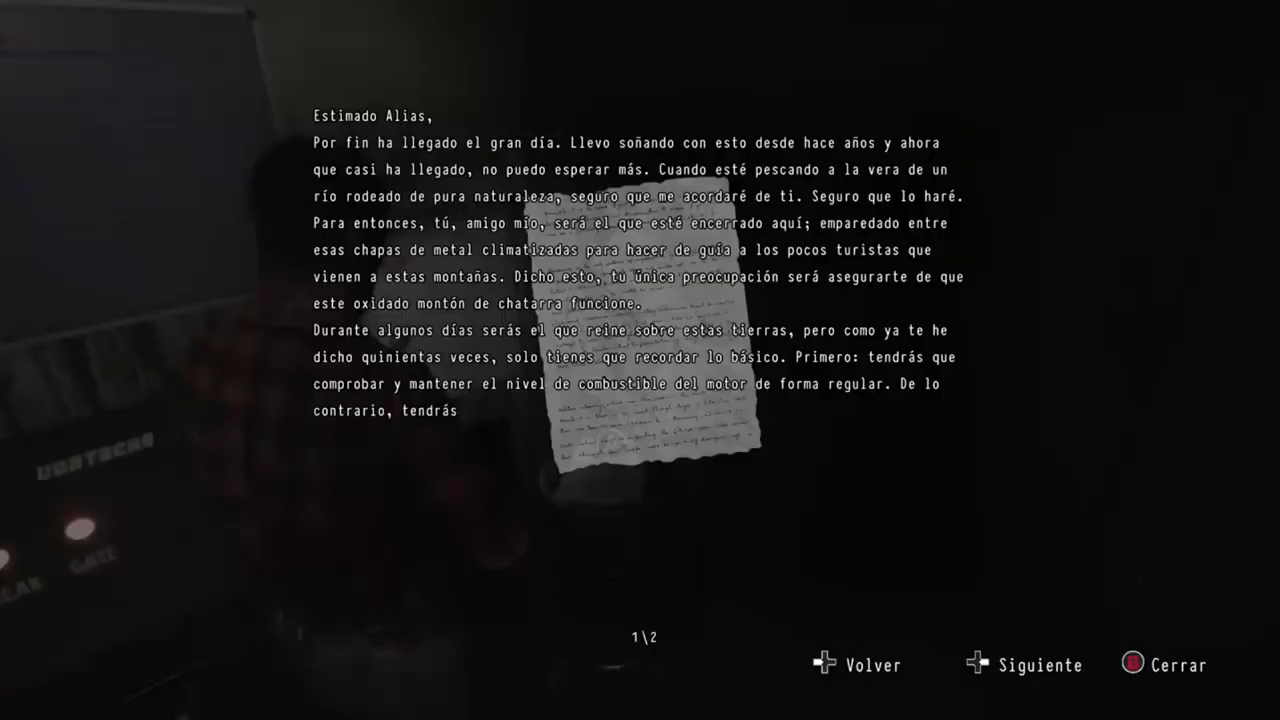 Estimado Alias,
Por fin ha llegado el gran día. Llevo soñando con esto desde hace años y ahora
que casi ha llegado, no puedo esperar más. Cuando esté pescando a la vera de un
río rodeado de pura naturaleza, seguro que me acordaré de ti. Seguro que lo haré.
Para entonces, tú, amigo mío, será el que esté encerrado aquí; emparedado entre
esas chapas de metal climatizadas para hacer de guía a los pocos turistas que
vienen a estas montañas. Dicho esto, tu única preocupación será asegurarte de que
este oxidado montón de chatarra funcione.
Durante algunos días serás el que reine sobre estas tierras, pero como ya te he
dicho quinientas veces, solo tienes que recordar lo básico. Primero: tendrás que
comprobar y mantener el nivel de combustible del motor de forma regular. De lo
contrario, tendrás
GATE
1\2
Volver
Siguiente
B Cerrar